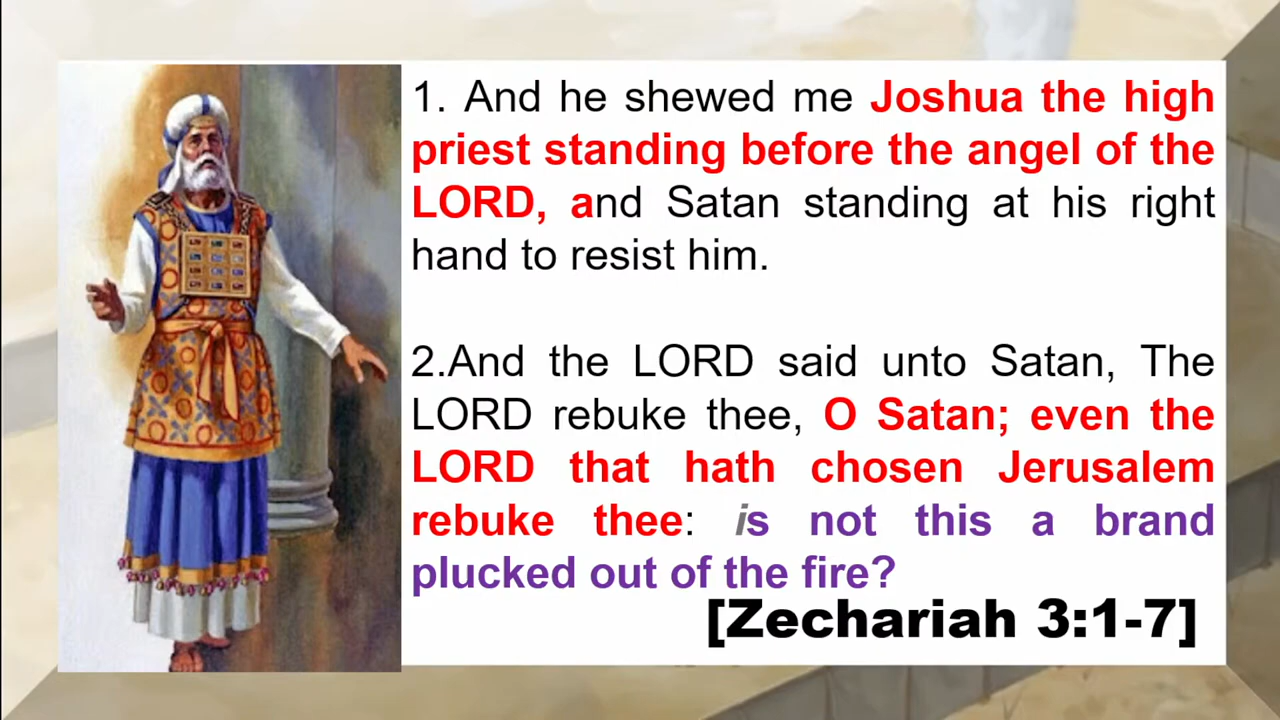 1. And he shewed me Joshua the high
priest standing before the angel of the
LORD, and Satan standing at his right
hand to resist him.
2.And the LORD said unto Satan, The
LORD rebuke thee, O Satan; even the
LORD that hath chosen Jerusalem
rebuke thee: is not this a brand
plucked out of the fire?
[Zechariah 3:1-7]